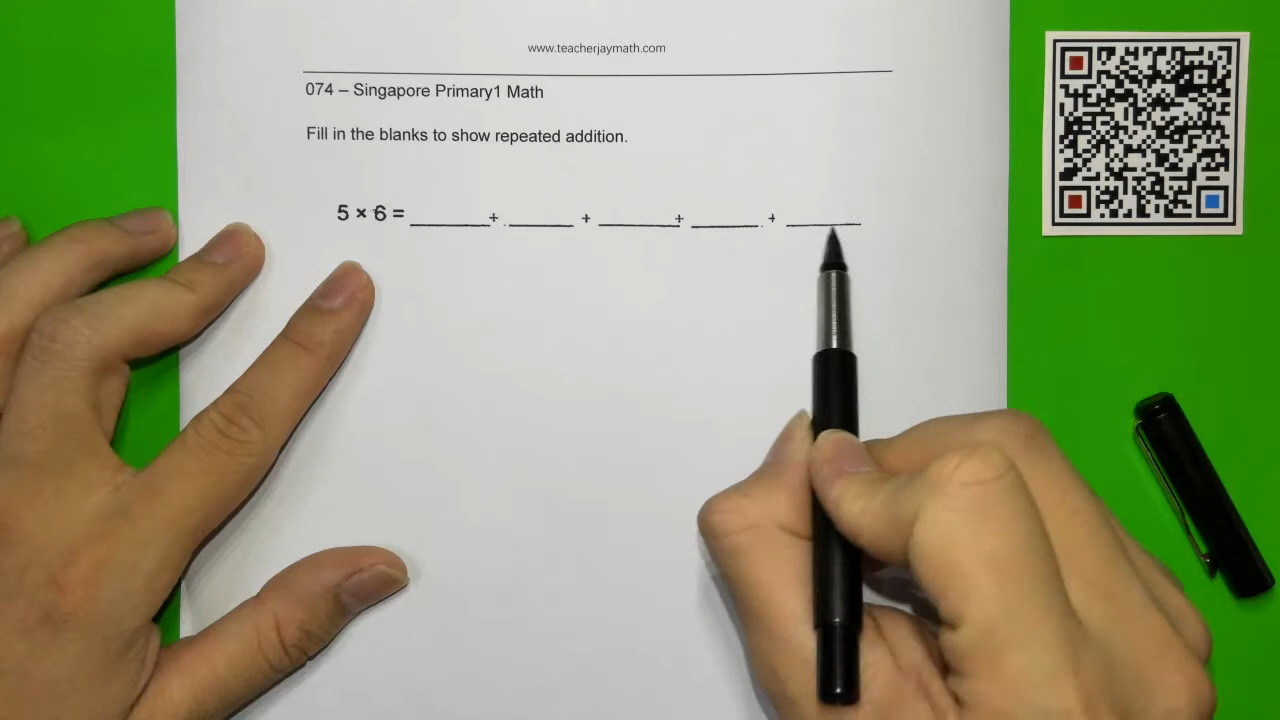 www.teacherjaymath.com
074 – Singapore Primary1 Math
Fill in the blanks to show repeated addition.
5 × 6 = ______ + ______ + ______ + ______ + ______